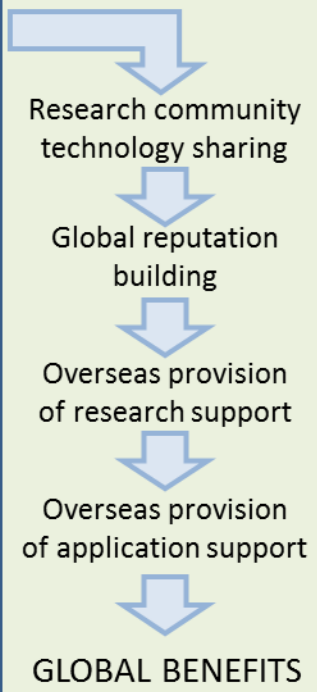 Research community
technology sharing
Global reputation
building
Overseas provision
of research support
Overseas provision
of application support
GLOBAL BENEFITS